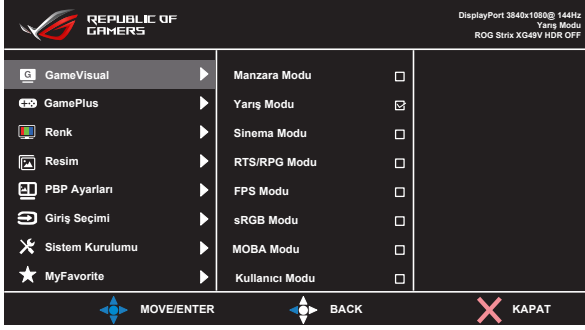 REPUBLIC OF
GAMERS
DisplayPort 3840x1080@ 144Hz
Yarış Modu
ROG Strix XG49V HDR OFF
G GameVisual
GamePlus
Renk
Resim
PBP Ayarları
Giriş Seçimi
Sistem Kurulumu
MyFavorite
Manzara Modu
Yarış Modu
Sinema Modu
RTS/RPG Modu
FPS Modu
sRGB Modu
MOBA Modu
Kullanıcı Modu
MOVE/ENTER
BACK
KAPAT